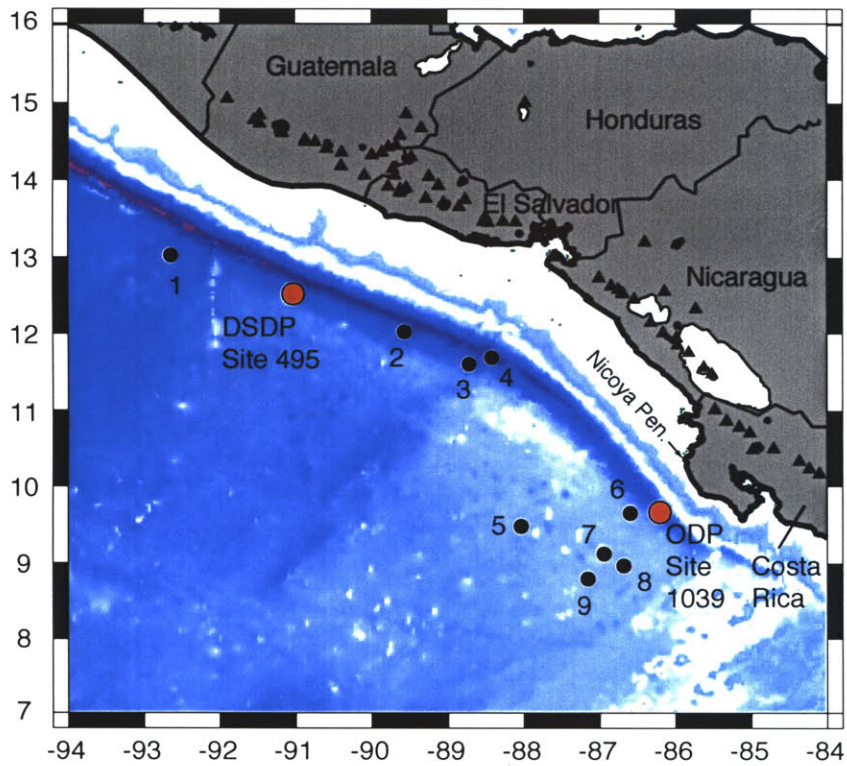 16
15
14
13
12
11
10
9
8
7
Guatemala
Honduras
El Salvador
Nicaragua
Nicoya Pen.
1
DSDP
Site 495
2
3
4
5
6
7
8
9
ODP
Site
1039
Costa
Rica
-94
-93
-92
-91
-90
-89
-88
-87
-86
-85
-84